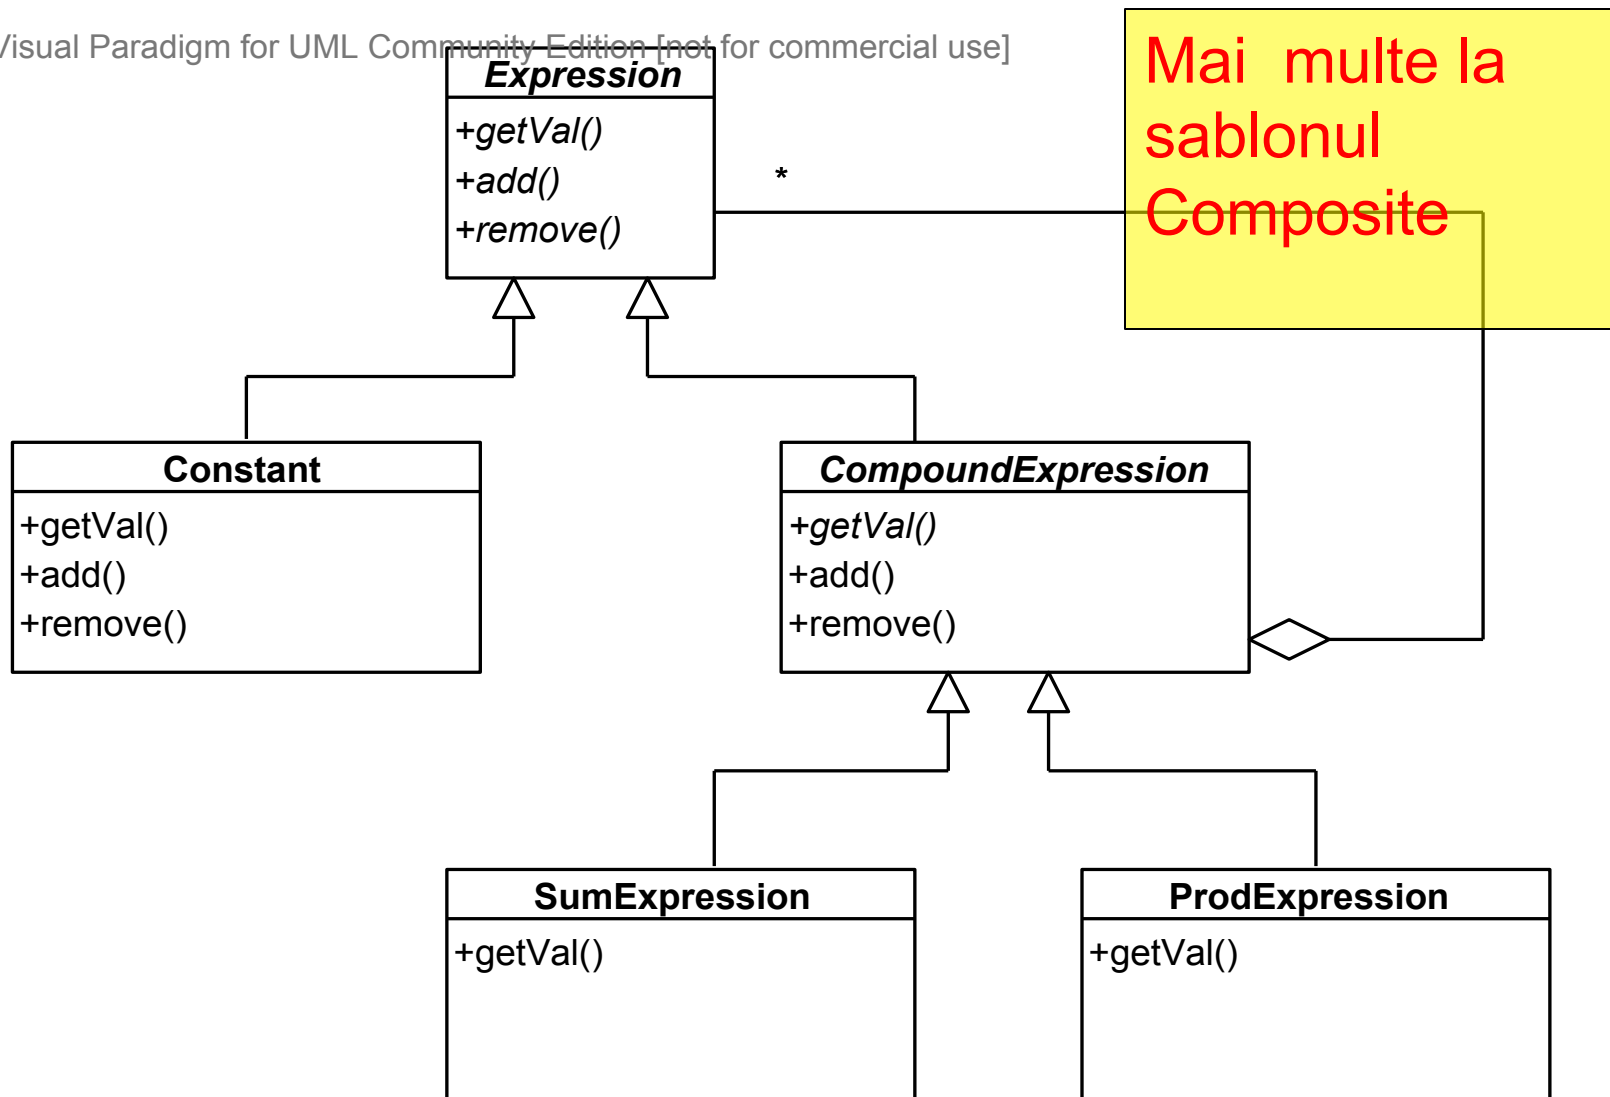 Visual Paradigm for UML Community Edition [not for commercial use]
Expression
+getVal()
+add()
+remove()
*
Mai multe la
sablonul
Composite
Constant
+getVal()
+add()
+remove()
CompoundExpression
+getVal()
+add()
+remove()
SumExpression
+getVal()
ProdExpression
+getVal()